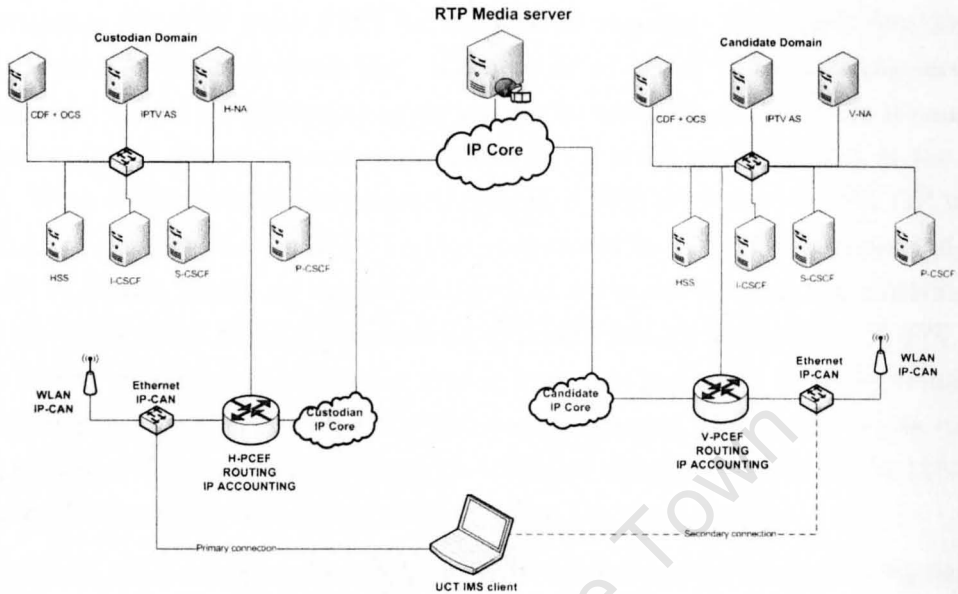 RTP Media server
Custodian Domain
Candidate Domain
CDF + OCS
IPTV AS
H-NA
CDF + OCS
IPTV AS
V-NA
IP Core
HSS
I-CSCF
S-CSCF
P-CSCF
HSS
I-CSCF
S-CSCF
P-CSCF
WLAN
IP-CAN
Ethernet
IP-CAN
Custodian
IP Core
Candidate
IP Core
Ethernet
IP-CAN
WLAN
IP-CAN
H-PCEF
ROUTING
IP ACCOUNTING
V-PCEF
ROUTING
IP ACCOUNTING
Primary connection
Secondary connection
UCT IMS client
e Town